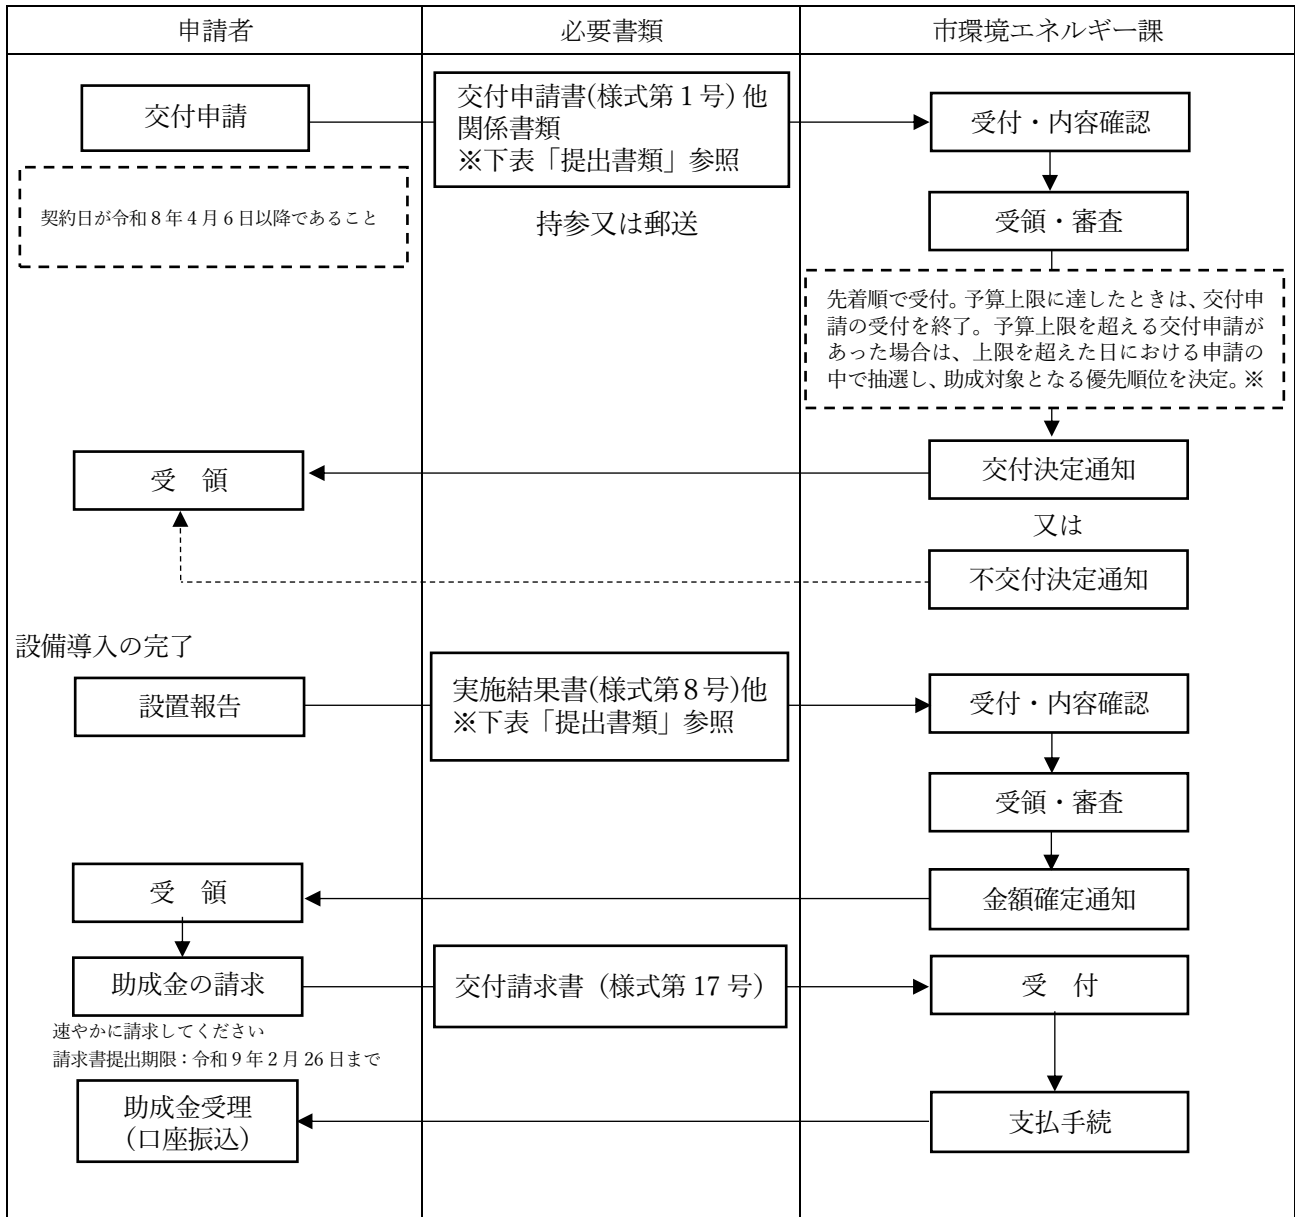 申請者
必要書類
市環境エネルギー課
交付申請
交付申請書(様式第１号) 他
関係書類
※下表「提出書類」参照
受付・内容確認
契約日が令和８年４月６日以降であること
持参又は郵送
受領・審査
先着順で受付。予算上限に達したときは、交付申
請の受付を終了。予算上限を超える交付申請が
あった場合は、上限を超えた日における申請の
中で抽選し、助成対象となる優先順位を決定。※
受　領
交付決定通知
又は
不交付決定通知
設備導入の完了
設置報告
実施結果書(様式第８号)他
※下表「提出書類」参照
受付・内容確認
受領・審査
受　領
金額確定通知
助成金の請求
交付請求書（様式第 17 号）
受　付
速やかに請求してください
請求書提出期限：令和９年２月 26 日まで
助成金受理
（口座振込）
支払手続